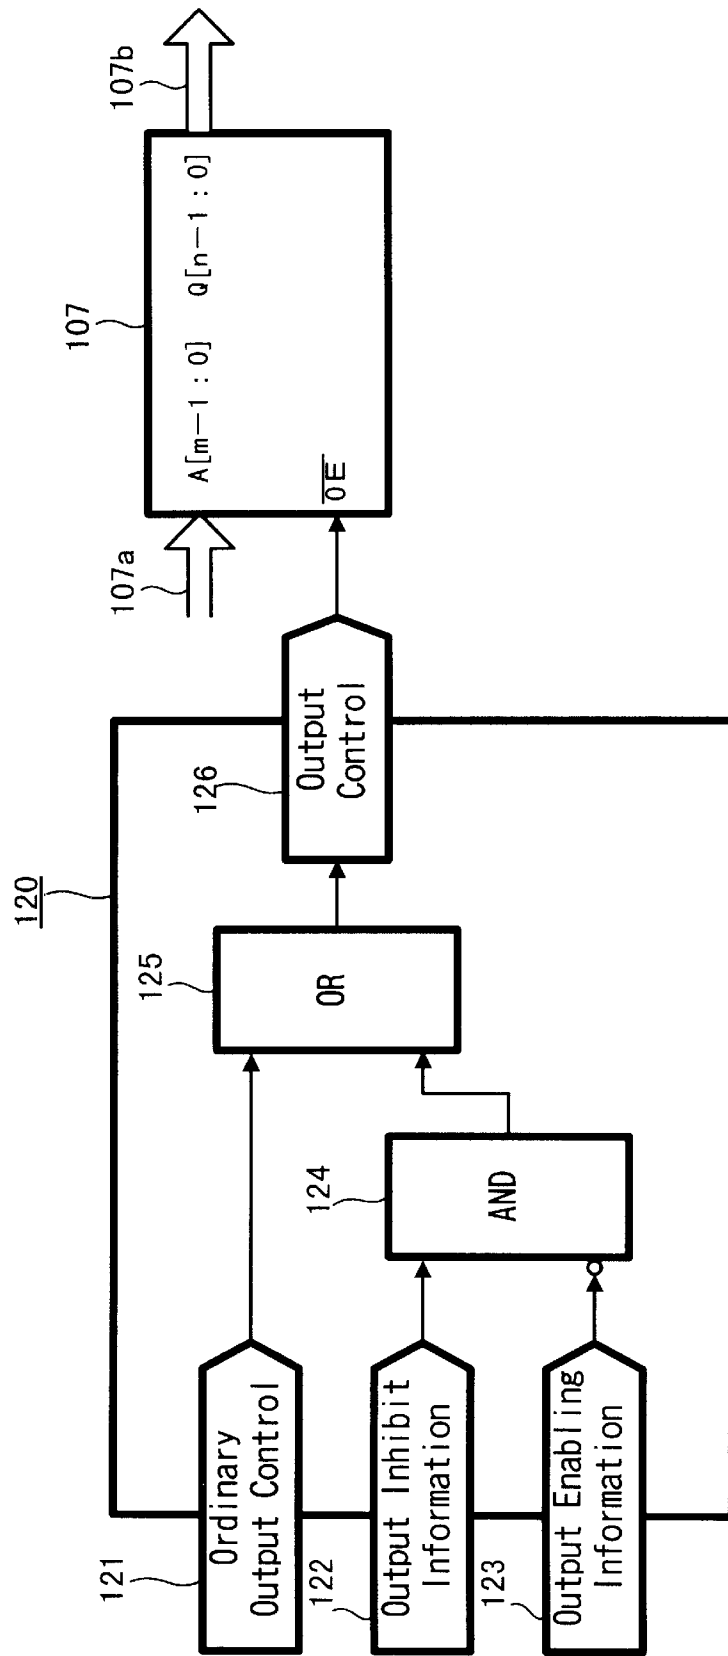 120
107
107b
107a
A[m-1:0] Q[n-1:0]
OE
121
Ordinary
Output Control
122
Output Inhibit
Information
123
Output Enabling
Information
124
AND
125
OR
126
Output
Control